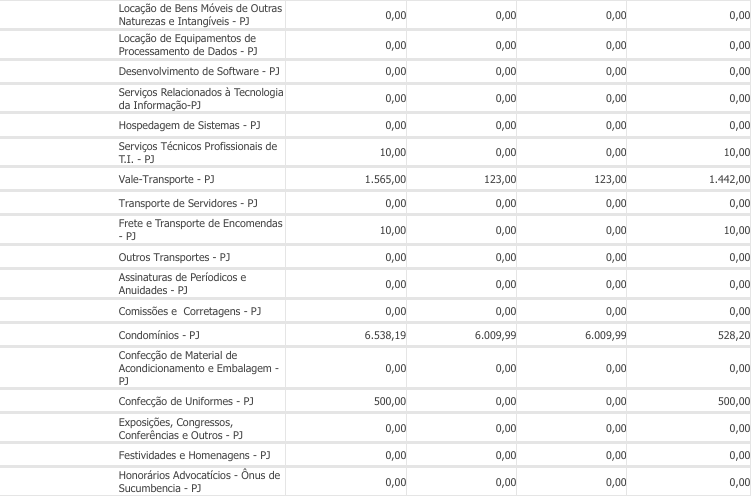 Locação de Bens Móveis de Outras
Naturezas e Intangíveis - PJ 0,00 0,00 0,00 0,00
Locação de Equipamentos de
Processamento de Dados - PJ 0,00 0,00 0,00 0,00
Desenvolvimento de Software - PJ 0,00 0,00 0,00 0,00
Serviços Relacionados à Tecnologia
da Informação-PJ 0,00 0,00 0,00 0,00
Hospedagem de Sistemas - PJ 0,00 0,00 0,00 0,00
Serviços Técnicos Profissionais de
T.I. - PJ 10,00 0,00 0,00 10,00
Vale-Transporte - PJ 1.565,00 123,00 123,00 1.442,00
Transporte de Servidores - PJ 0,00 0,00 0,00 0,00
Frete e Transporte de Encomendas
- PJ 10,00 0,00 0,00 10,00
Outros Transportes - PJ 0,00 0,00 0,00 0,00
Assinaturas de Períodicos e
Anuidades - PJ 0,00 0,00 0,00 0,00
Comissões e  Corretagens - PJ 0,00 0,00 0,00 0,00
Condomínios - PJ 6.538,19 6.009,99 6.009,99 528,20
Confecção de Material de
Acondicionamento e Embalagem -
PJ 0,00 0,00 0,00 0,00
Confecção de Uniformes - PJ 500,00 0,00 0,00 500,00
Exposições, Congressos,
Conferências e Outros - PJ 0,00 0,00 0,00 0,00
Festividades e Homenagens - PJ 0,00 0,00 0,00 0,00
Honorários Advocatícios - Ônus de
Sucumbencia - PJ 0,00 0,00 0,00 0,00